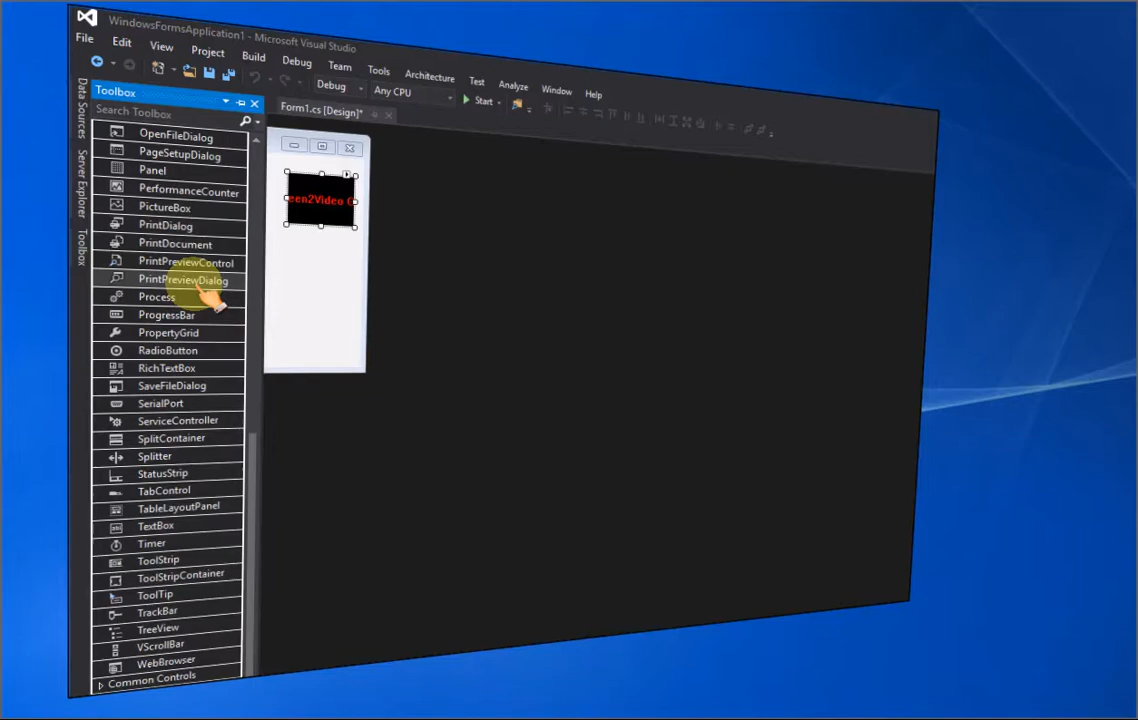 WindowsFormsApplication1 - Microsoft Visual Studio
File Edit View Project Build Debug Team Tools Architecture Test Analyze Window Help
Debug Any CPU Start
Data Sources
Server Explorer
Toolbox
Toolbox
Search Toolbox
OpenFileDialog
PageSetupDialog
Panel
PerformanceCounter
PictureBox
PrintDialog
PrintDocument
PrintPreviewControl
PrintPreviewDialog
Process
ProgressBar
PropertyGrid
RadioButton
RichTextBox
SaveFileDialog
SerialPort
ServiceController
SplitContainer
Splitter
StatusStrip
TabControl
TableLayoutPanel
TextBox
Timer
ToolStrip
ToolStripContainer
ToolTip
TrackBar
TreeView
VScrollBar
WebBrowser
Common Controls
Form1.cs [Design]*
een2Video